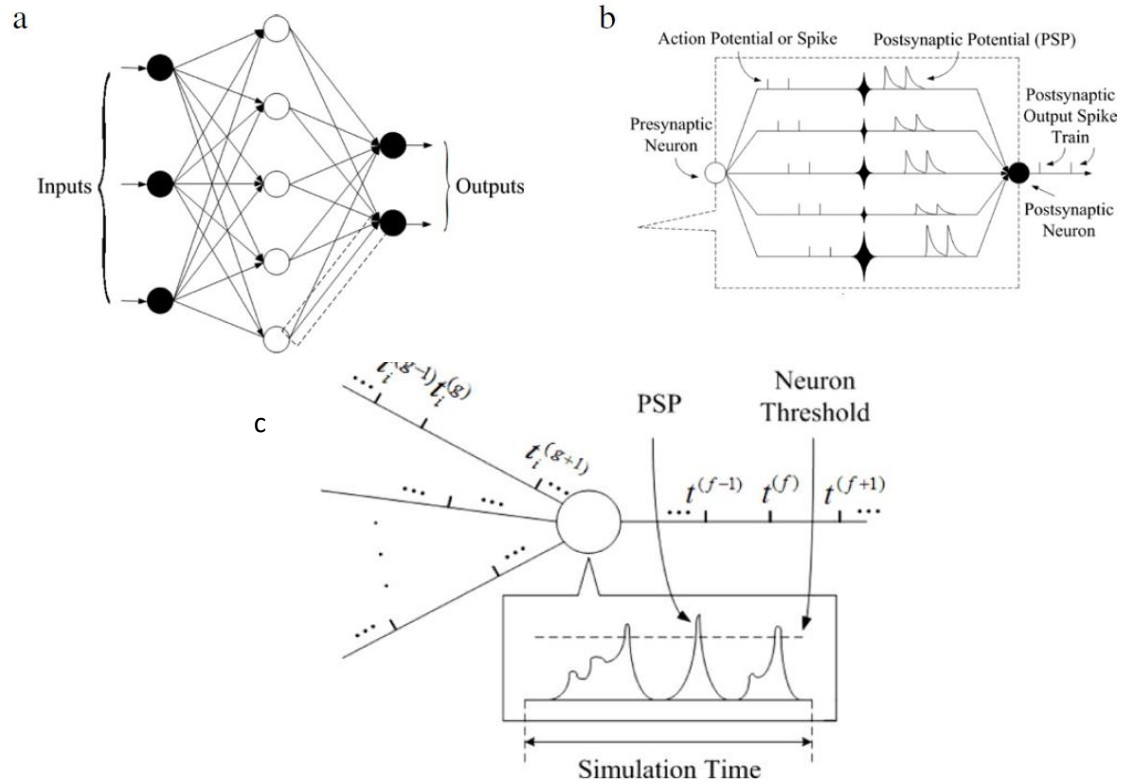 a
Inputs
Outputs
b
Action Potential or Spike
Postsynaptic Potential (PSP)
Presynaptic
Neuron
Postsynaptic
Output Spike
Train
Postsynaptic
Neuron
c
... t_i^(g-1) t_i^(g)
t_i^(g+1) ...
... ...
...
...
PSP
Neuron
Threshold
... t^(f-1) t^(f) t^(f+1) ...
Simulation Time